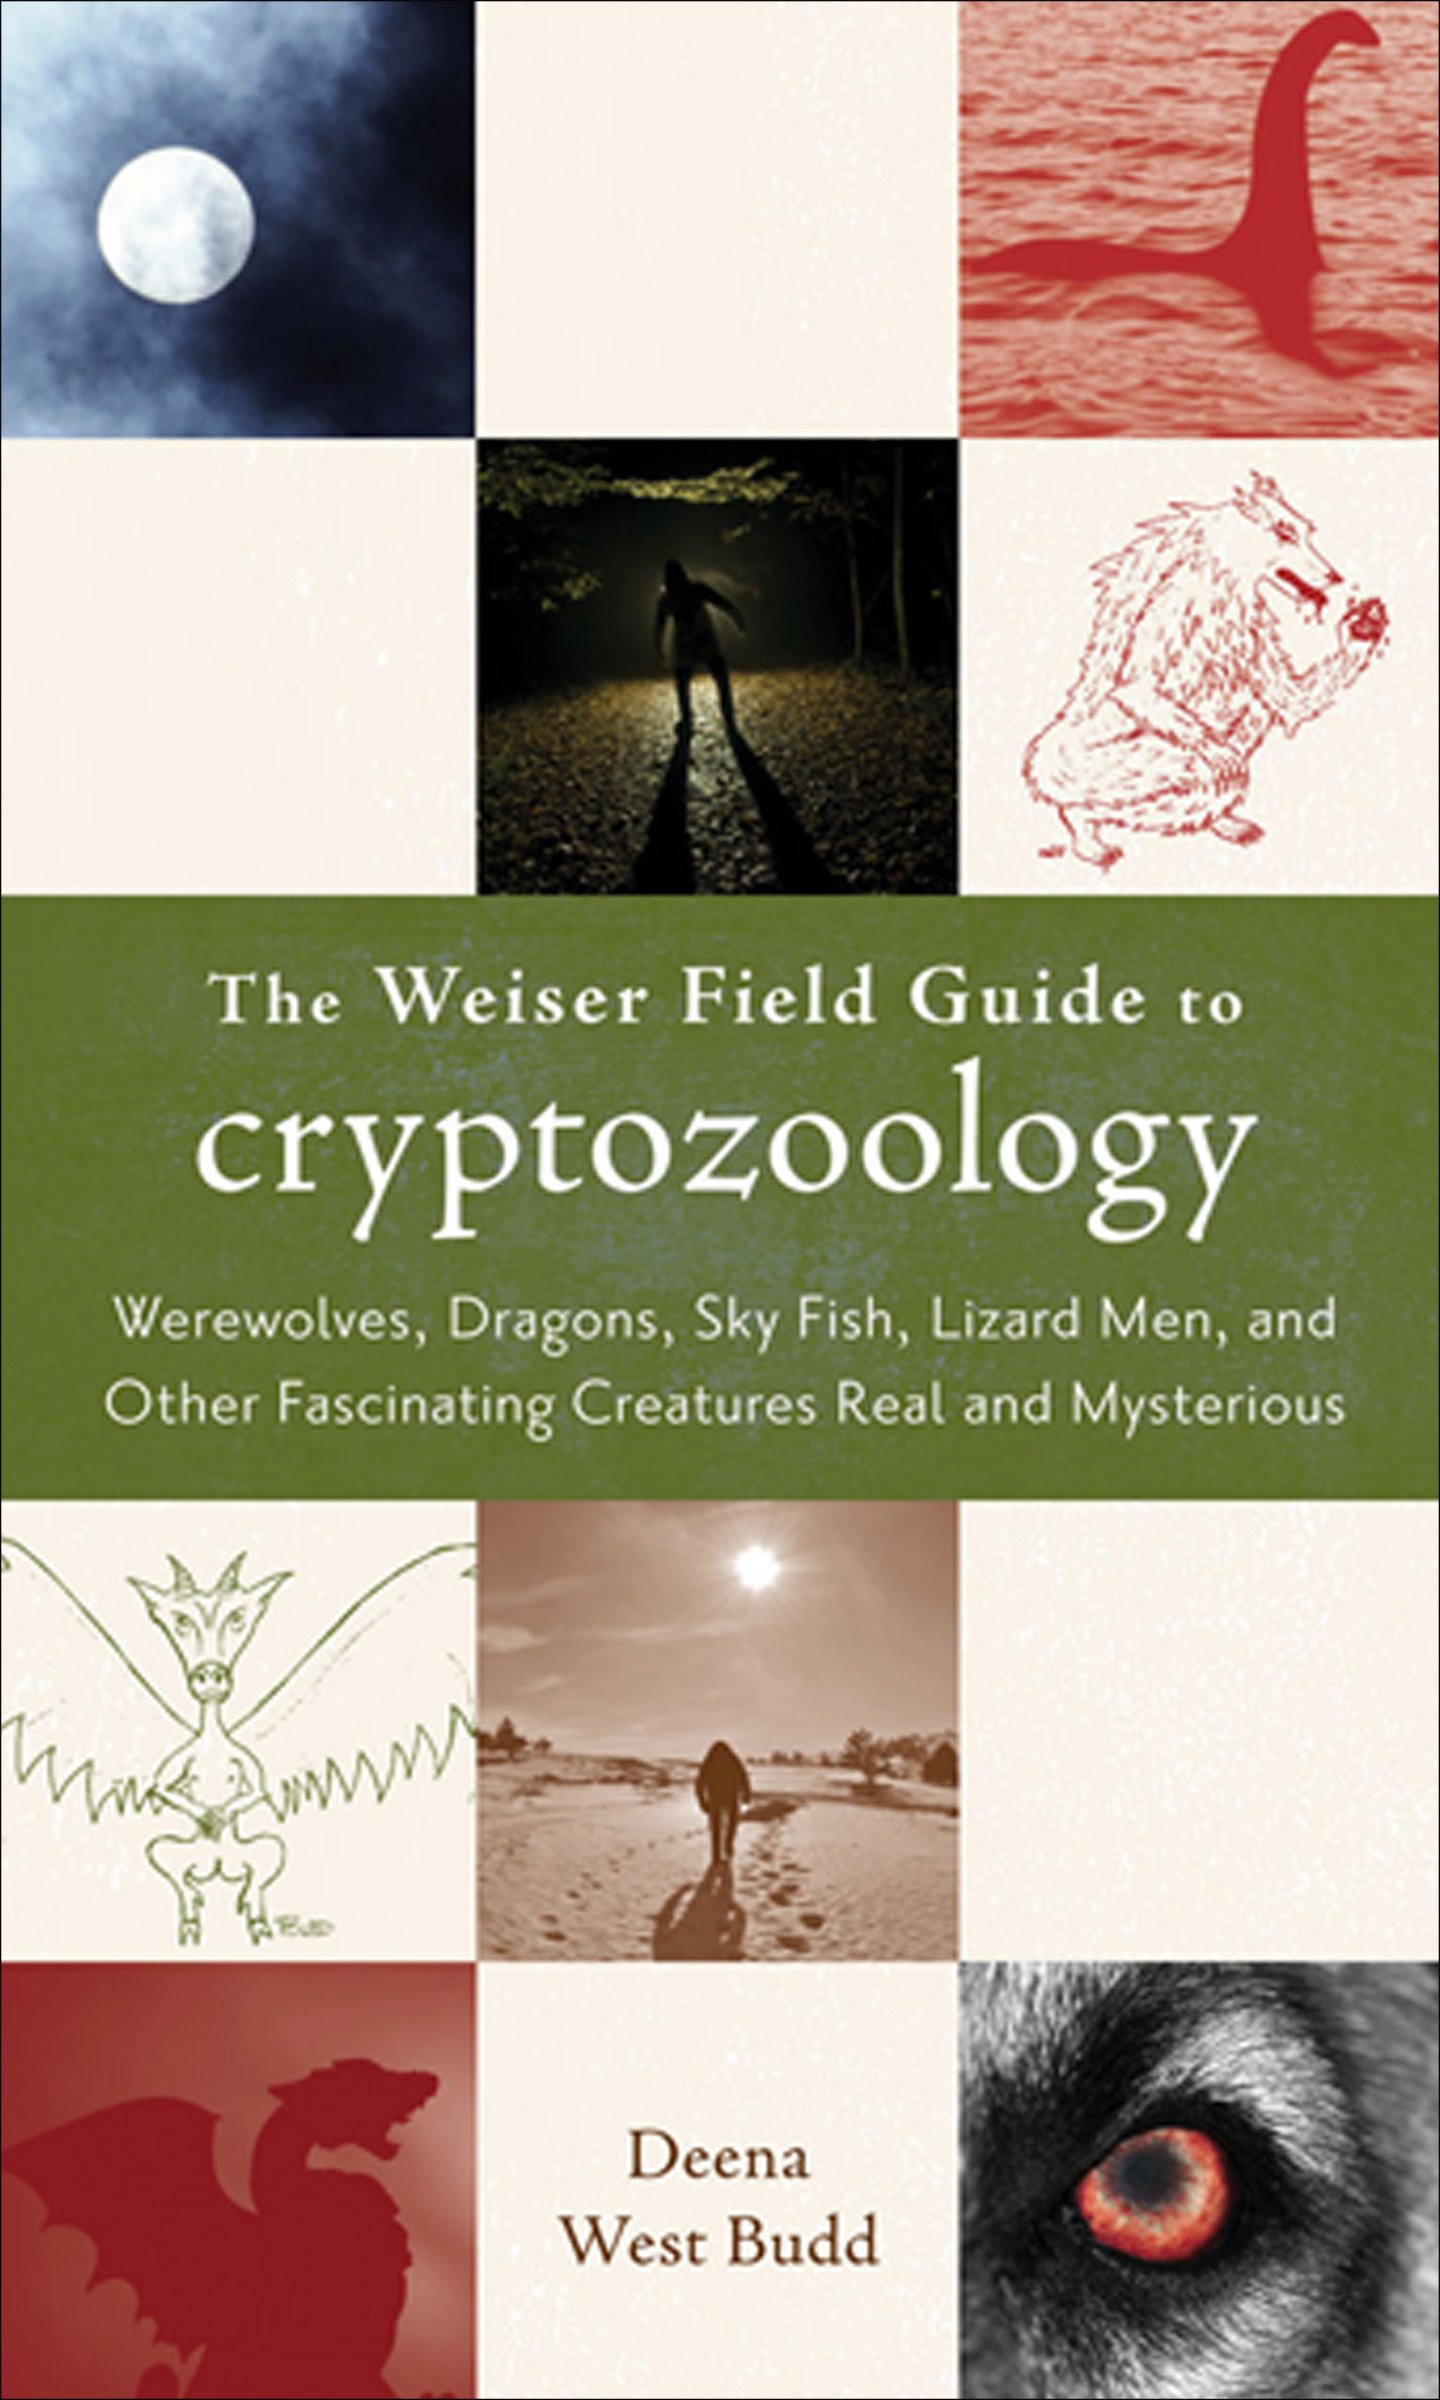 The Weiser Field Guide to
cryptozoology
Werewolves, Dragons, Sky Fish, Lizard Men, and
Other Fascinating Creatures Real and Mysterious
Deena
West Budd